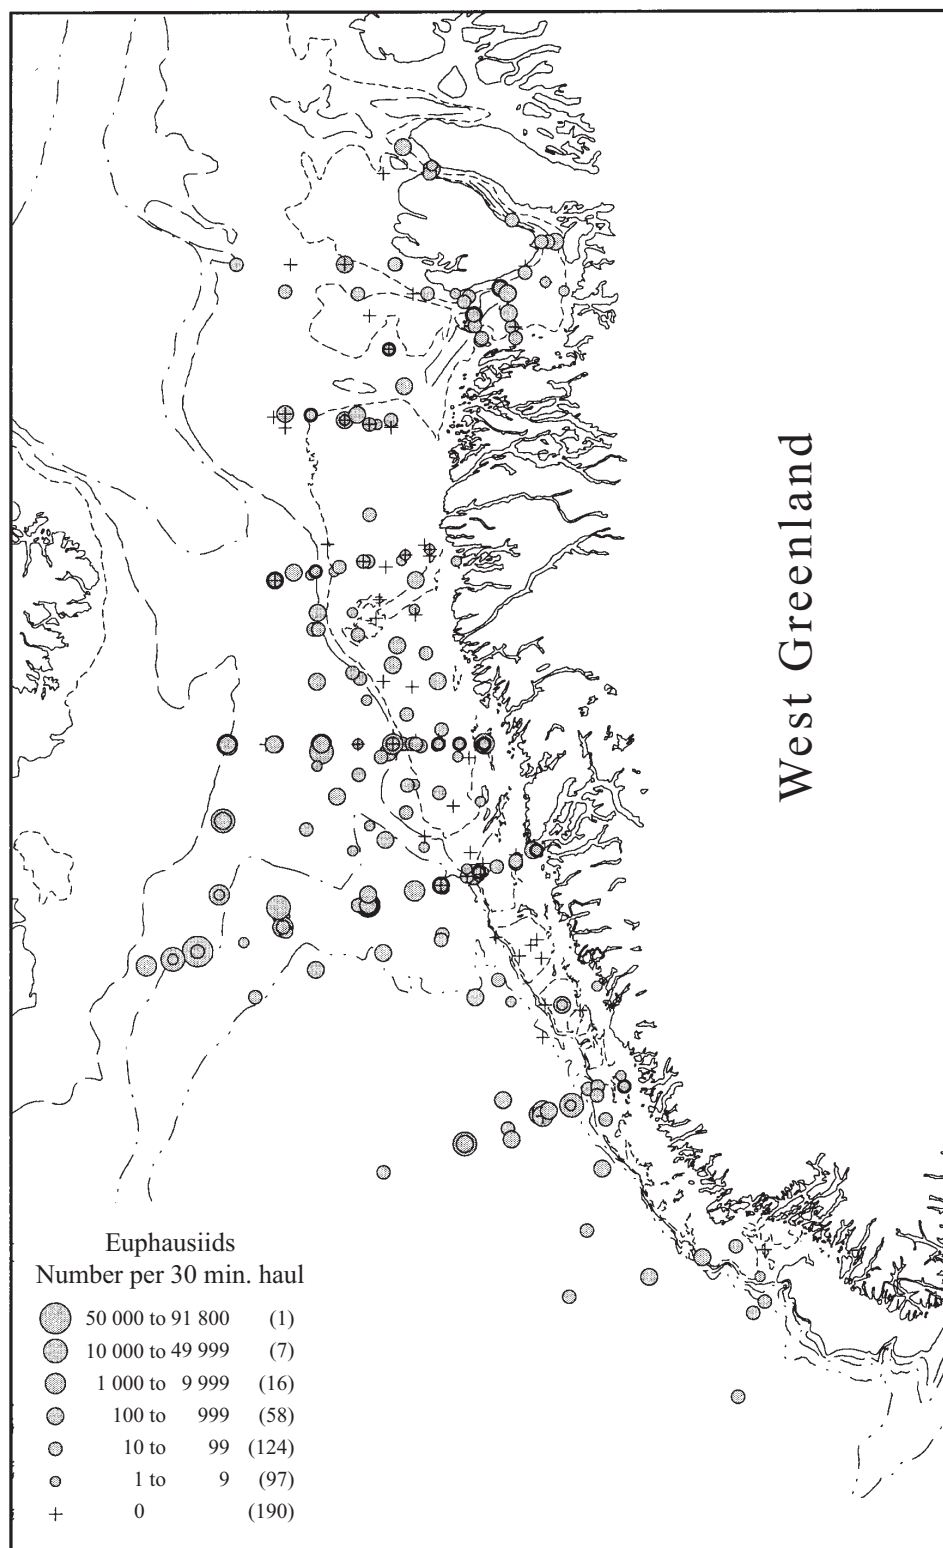 West Greenland
Euphausiids
Number per 30 min. haul
50 000 to 91 800 (1)
10 000 to 49 999 (7)
1 000 to 9 999 (16)
100 to 999 (58)
10 to 99 (124)
1 to 9 (97)
0 (190)